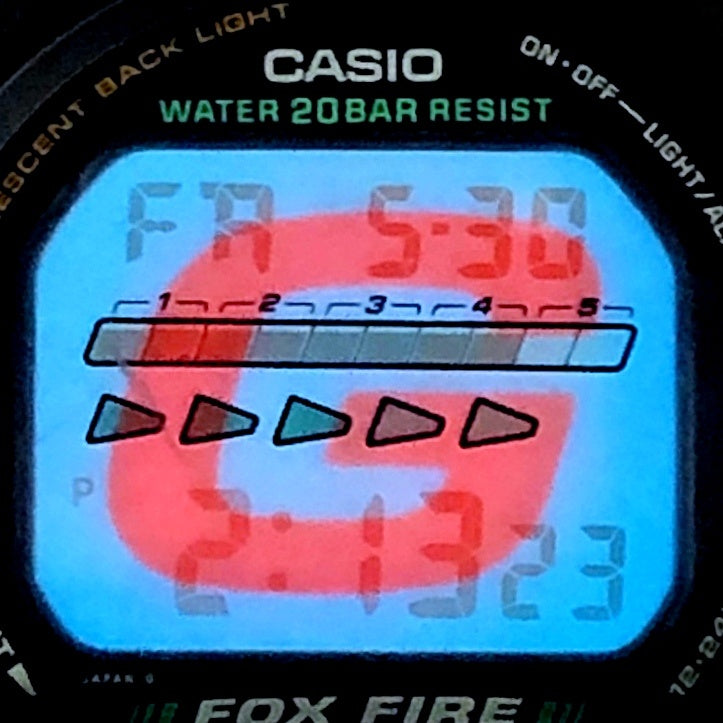 ESCENT BACK LIGHT
CASIO
ON·OFF—LIGHT/AL
WATER 20BAR RESIST
FR 5-30
1 2 3 4 5
P
2:13 23
JAPAN G
FOX FIRE